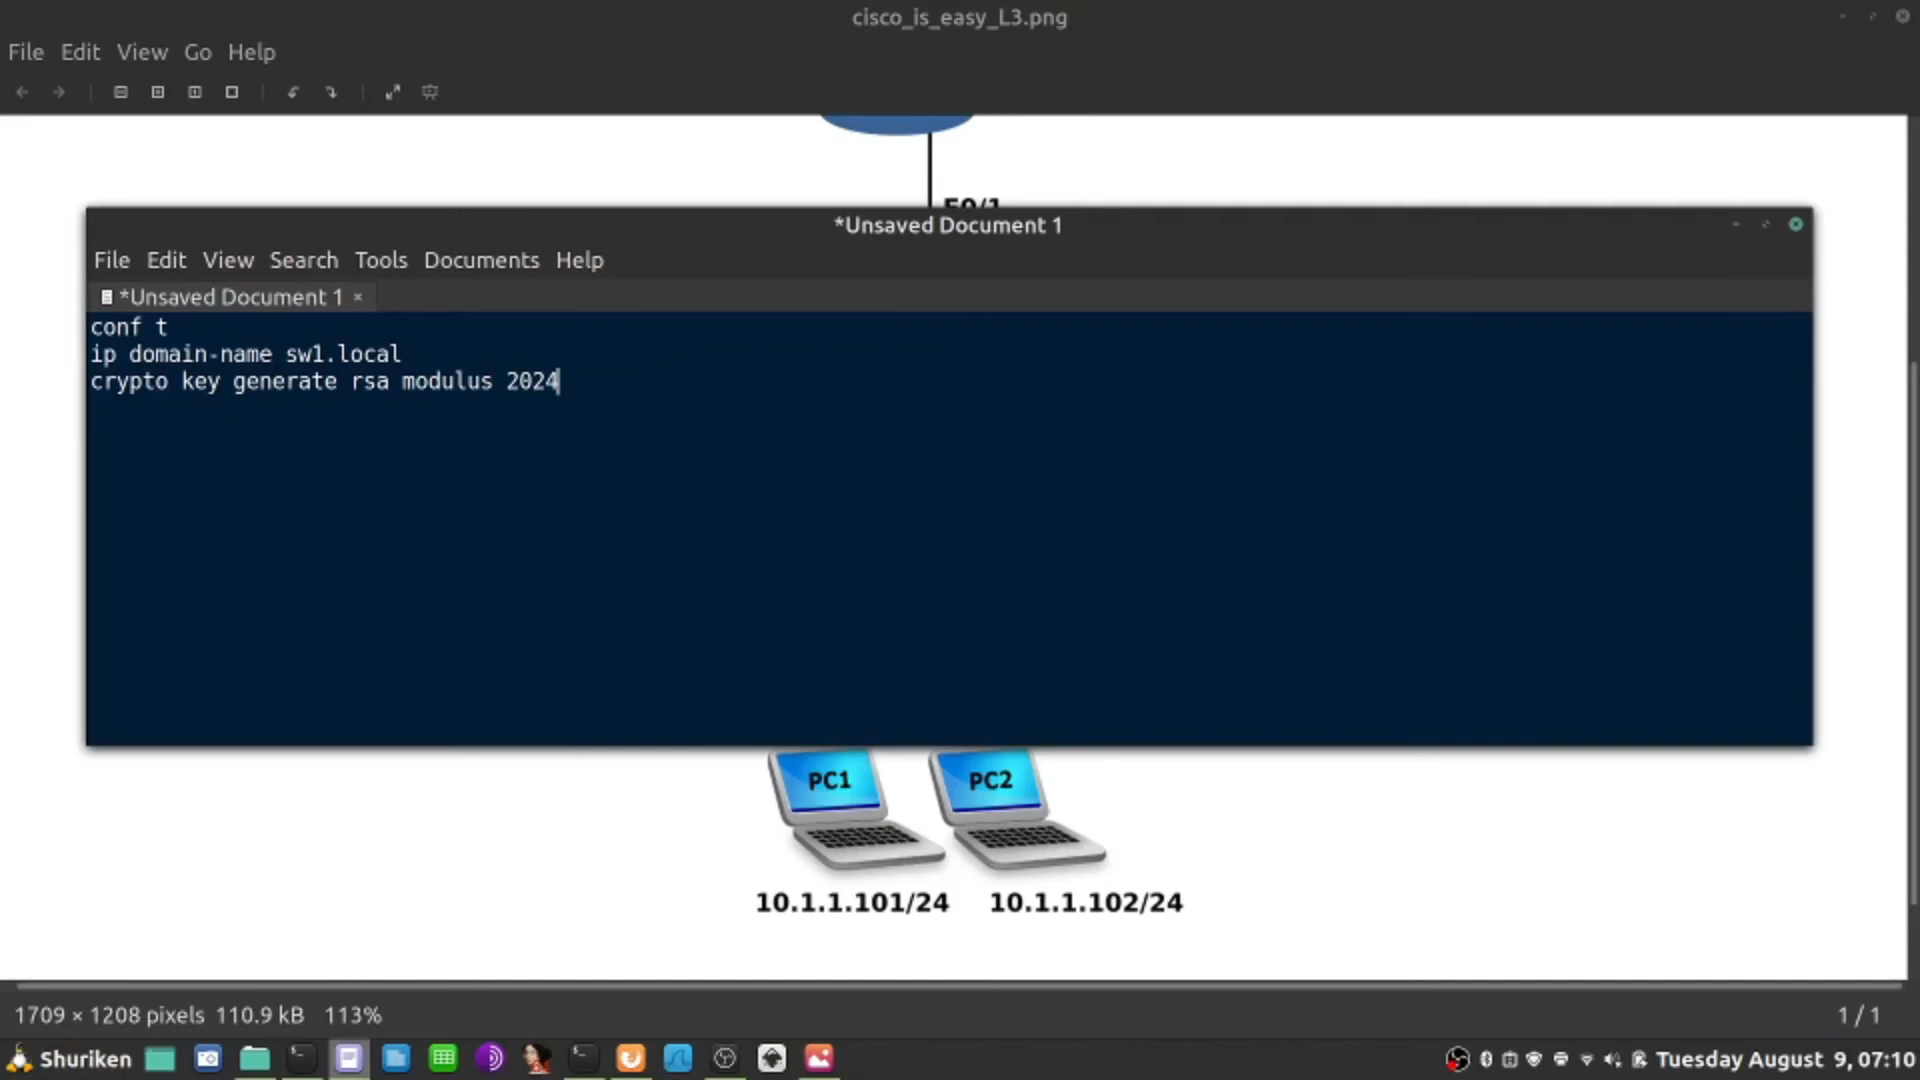 cisco_is_easy_L3.png
File Edit View Go Help
E0/1
*Unsaved Document 1
File Edit View Search Tools Documents Help
*Unsaved Document 1 ×
conf t
ip domain-name sw1.local
crypto key generate rsa modulus 2024
PC1 PC2
10.1.1.101/24 10.1.1.102/24
1709 × 1208 pixels 110.9 kB 113% 1 / 1
Shuriken Tuesday August 9, 07:10